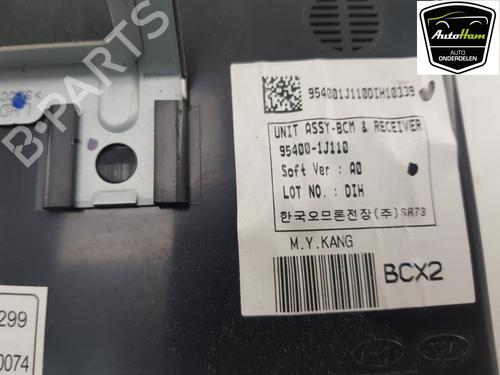 AutoHam
AUTO
ONDERDELEN
954001J110DIH10339
UNIT ASSY-BCM & RECEIVER
95400-1J110
Soft Ver : A0
LOT NO. : DIH
한국오므론전장(주) SA73
M.Y.KANG
BCX2
299
0074
B-PARTS